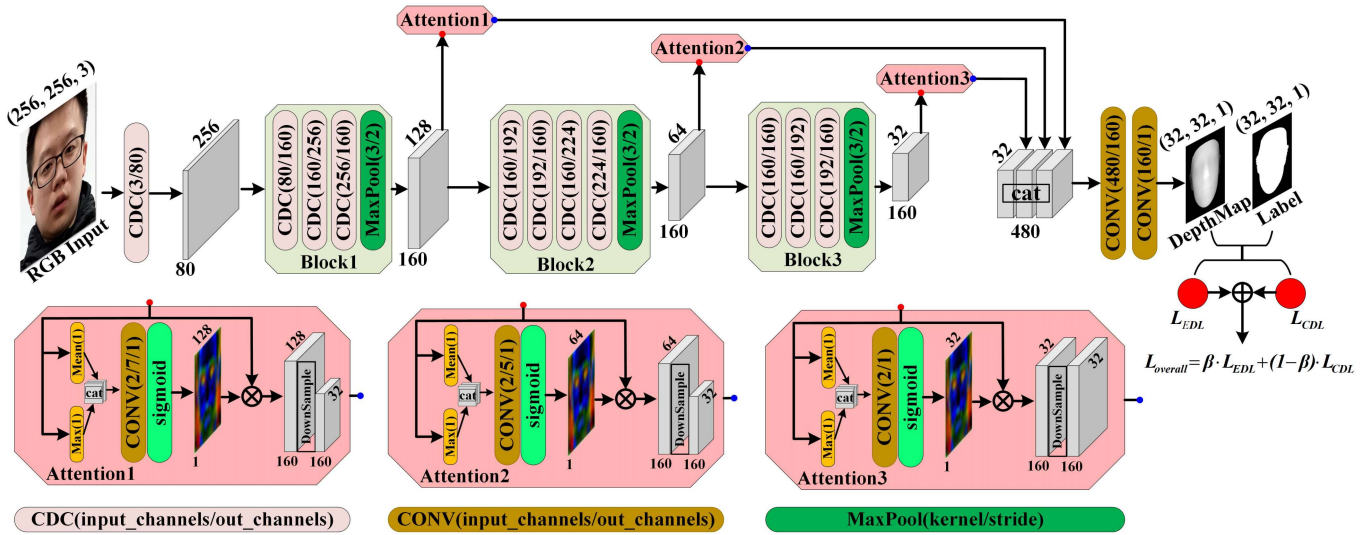 (256, 256, 3)
RGB Input
CDC(3/80)
256
80
CDC(80/160)
CDC(160/256)
CDC(256/160)
MaxPool(3/2)
Block1
128
160
Attention1
CDC(160/192)
CDC(192/160)
CDC(160/224)
CDC(224/160)
MaxPool(3/2)
Block2
64
160
Attention2
CDC(160/160)
CDC(160/192)
CDC(192/160)
MaxPool(3/2)
Block3
32
160
Attention3
32
cat
480
CONV(480/160)
CONV(160/1)
(32, 32, 1)
DepthMap
(32, 32, 1)
Label
L_EDL
L_CDL
L_overall = β · L_EDL + (1-β) · L_CDL
Mean(1)
Max(1)
cat
CONV(2/7/1)
sigmoid
128
1
128
DownSample
32
160
160
Attention1
Mean(1)
Max(1)
cat
CONV(2/5/1)
sigmoid
64
1
64
DownSample
32
160
160
Attention2
Mean(1)
Max(1)
cat
CONV(2/1)
sigmoid
32
1
32
DownSample
32
160
160
Attention3
CDC(input_channels/out_channels)
CONV(input_channels/out_channels)
MaxPool(kernel/stride)